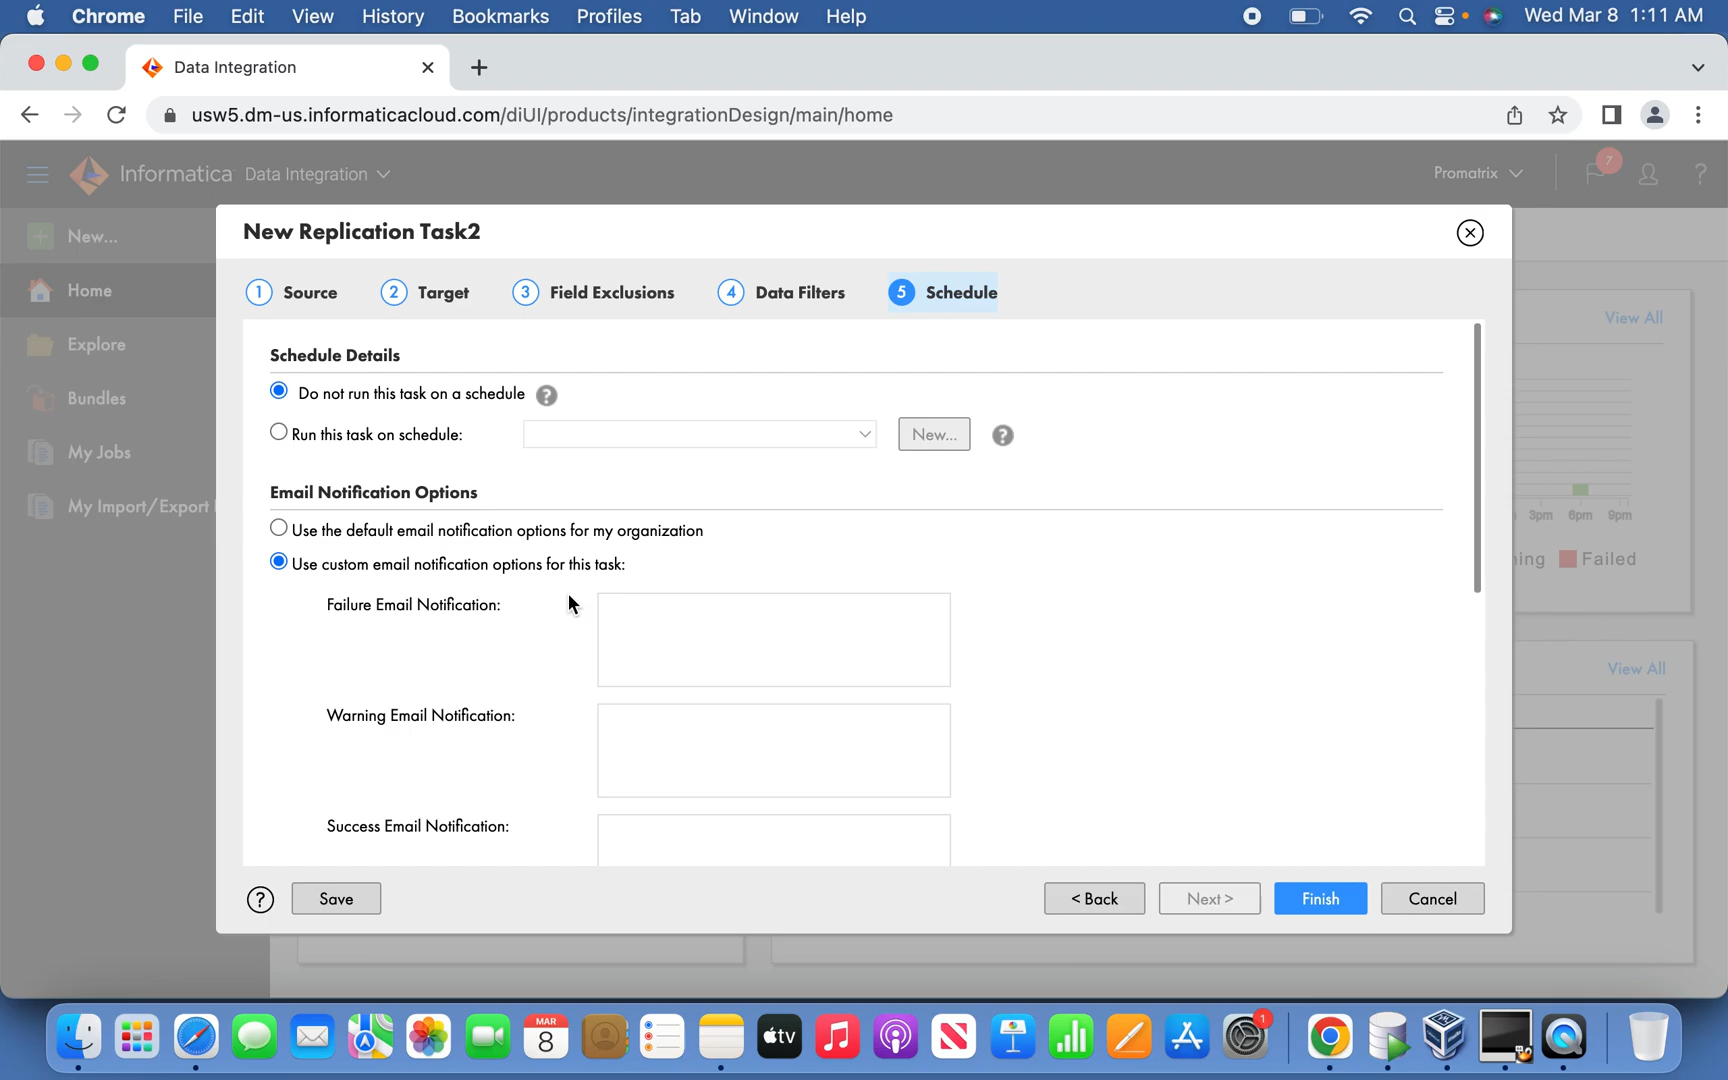 Chrome File Edit View History Bookmarks Profiles Tab Window Help Wed Mar 8 1:11 AM
Data Integration
usw5.dm-us.informaticacloud.com/diUI/products/integrationDesign/main/home
Informatica Data Integration Promatrix 7 ?
New...
Home
Explore
Bundles
My Jobs
My Import/Export
New Replication Task2
1 Source 2 Target 3 Field Exclusions 4 Data Filters 5 Schedule
Schedule Details
Do not run this task on a schedule ?
Run this task on schedule: New... ?
Email Notification Options
Use the default email notification options for my organization
Use custom email notification options for this task:
Failure Email Notification:
Warning Email Notification:
Success Email Notification:
? Save < Back Next > Finish Cancel
View All
3pm 6pm 9pm
ing Failed
View All
MAR
8
tv
1